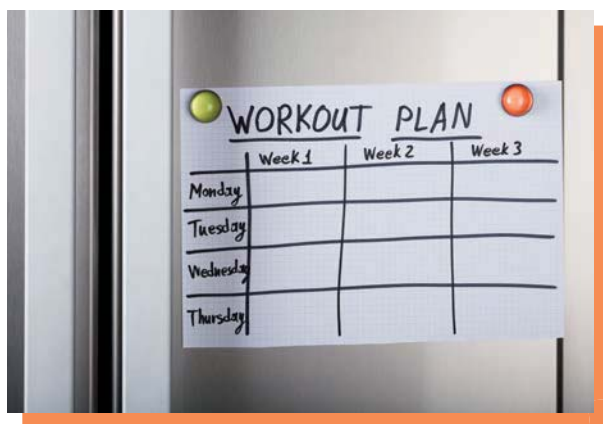 WORKOUT PLAN
Week 1 Week 2 Week 3
Monday
Tuesday
Wednesday
Thursday